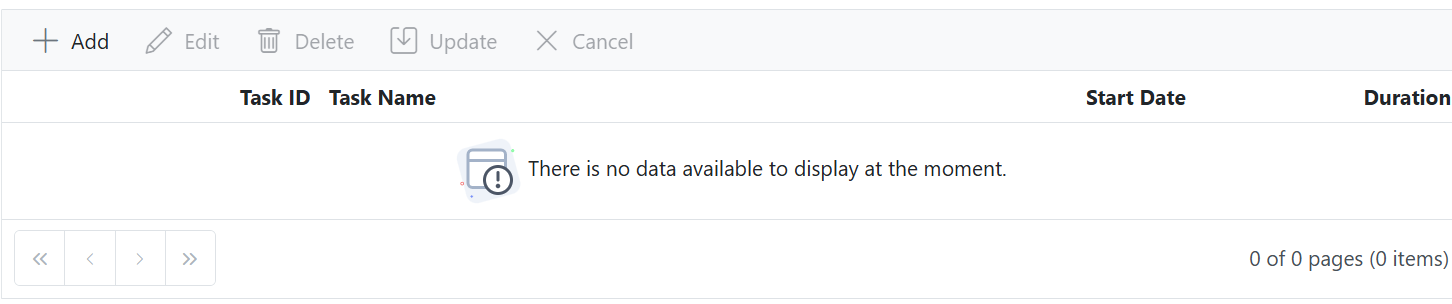 Add Edit Delete Update Cancel
Task ID Task Name Start Date Duration
There is no data available to display at the moment.
0 of 0 pages (0 items)